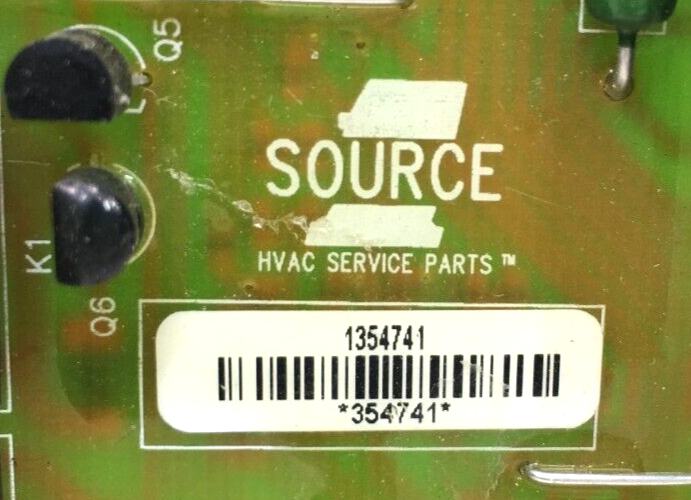 Q5
SOURCE
HVAC SERVICE PARTS™
K1
Q6
1354741
*354741*